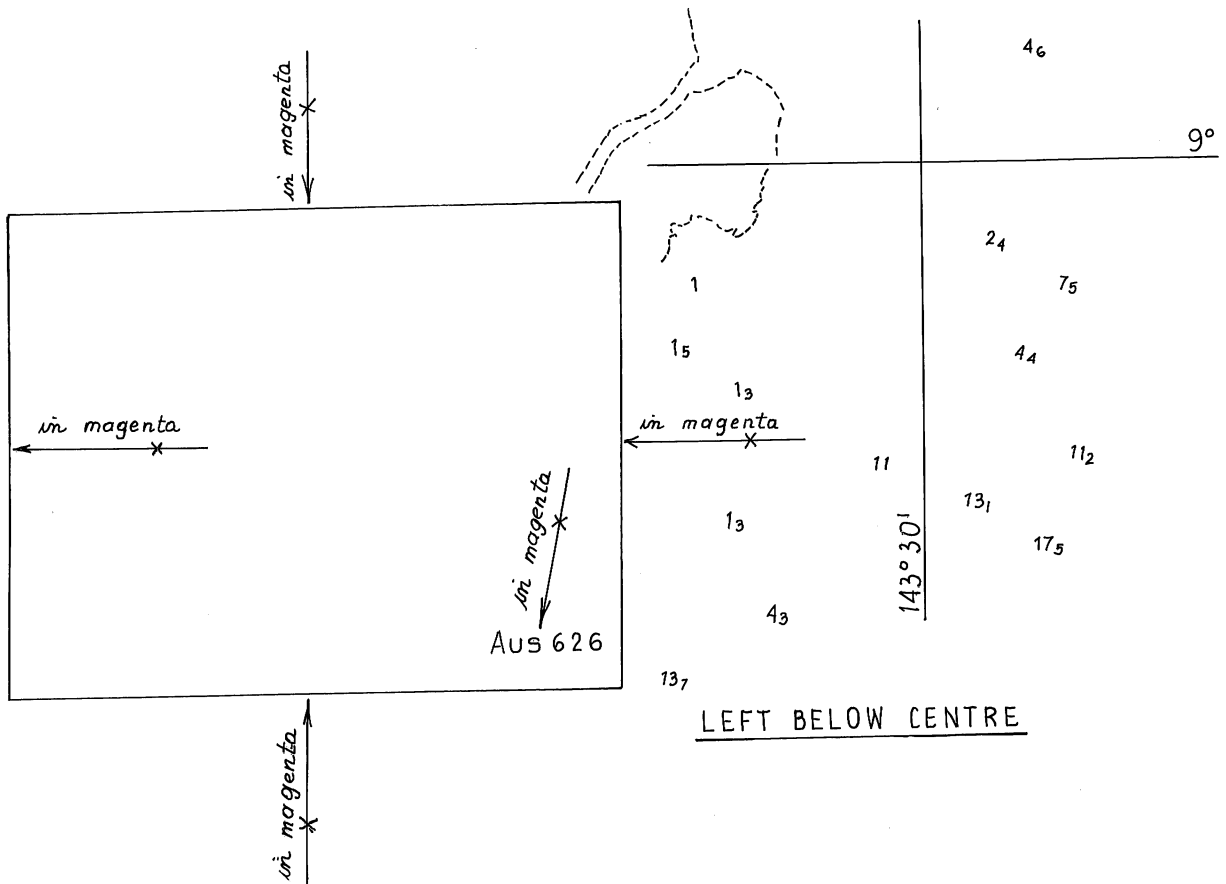 4₆
in magenta
9°
2₄
7₅
1
1₅
4₄
1₃
in magenta
in magenta
11
11₂
13₁
1₃
17₅
in magenta
143° 30'
4₃
Aus 626
13₇
LEFT BELOW CENTRE
in magenta